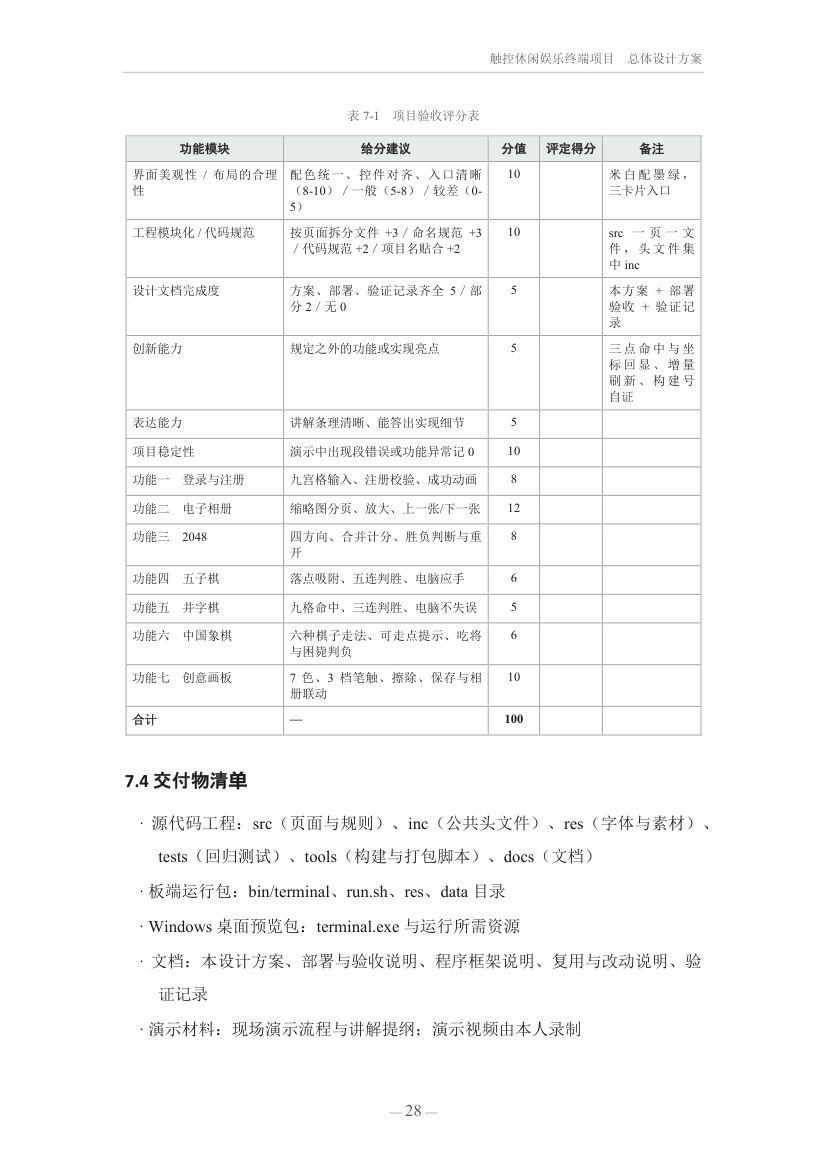 触控休闲娱乐终端项目　总体设计方案
表 7-1　项目验收评分表
功能模块 给分建议 分值 评定得分 备注
界面美观性 / 布局的合理 配色统一、控件对齐、入口清晰 10 米白配墨绿，
性 （8-10） / 一般（5-8） / 较差（0- 三卡片入口
5）
工程模块化 / 代码规范 按页面拆分文件 +3 / 命名规范 +3 10 src 一页一文
/ 代码规范 +2 / 项目名贴合 +2 件，头文件集
中 inc
设计文档完成度 方案、部署、验证记录齐全 5 / 部 5 本方案 + 部署
分 2 / 无 0 验收 + 验证记
录
创新能力 规定之外的功能或实现亮点 5 三点命中与坐
标回显、增量
刷新、构建号
自证
表达能力 讲解条理清晰、能答出实现细节 5
项目稳定性 演示中出现段错误或功能异常记 0 10
功能一　登录与注册 九宫格输入、注册校验、成功动画 8
功能二　电子相册 缩略图分页、放大、上一张/下一张 12
功能三　2048 四方向、合并计分、胜负判断与重 8
开
功能四　五子棋 落点吸附、五连判胜、电脑应手 6
功能五　井字棋 九格命中、三连判胜、电脑不失误 5
功能六　中国象棋 六种棋子走法、可走点提示、吃将 6
与困毙判负
功能七　创意画板 7 色、3 档笔触、擦除、保存与相 10
册联动
合计 — 100
7.4 交付物清单
· 源代码工程：src（页面与规则）、inc（公共头文件）、res（字体与素材）、
tests（回归测试）、tools（构建与打包脚本）、docs（文档）
· 板端运行包：bin/terminal、run.sh、res、data 目录
· Windows 桌面预览包：terminal.exe 与运行所需资源
· 文档：本设计方案、部署与验收说明、程序框架说明、复用与改动说明、验
证记录
· 演示材料：现场演示流程与讲解提纲；演示视频由本人录制
— 28 —